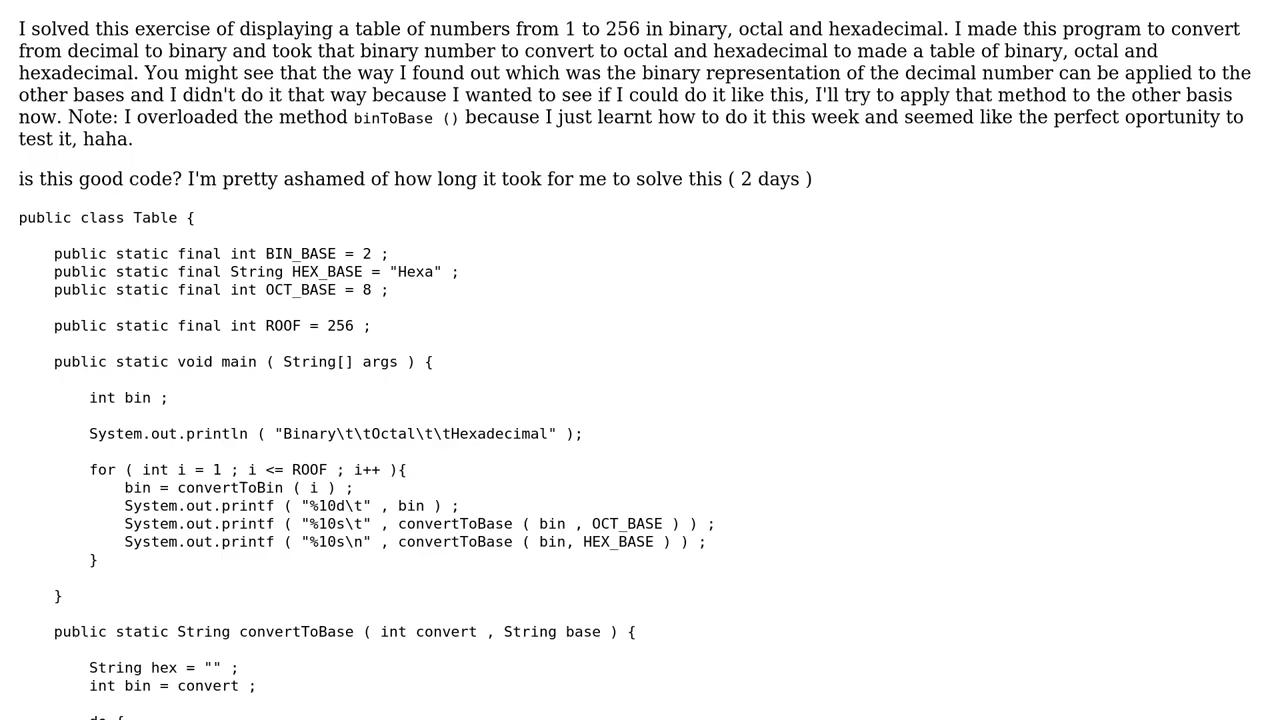 I solved this exercise of displaying a table of numbers from 1 to 256 in binary, octal and hexadecimal. I made this program to convert
from decimal to binary and took that binary number to convert to octal and hexadecimal to made a table of binary, octal and
hexadecimal. You might see that the way I found out which was the binary representation of the decimal number can be applied to the
other bases and I didn't do it that way because I wanted to see if I could do it like this, I'll try to apply that method to the other basis
now. Note: I overloaded the method binToBase () because I just learnt how to do it this week and seemed like the perfect oportunity to
test it, haha.
is this good code? I'm pretty ashamed of how long it took for me to solve this ( 2 days )
public class Table {
    public static final int BIN_BASE = 2 ;
    public static final String HEX_BASE = "Hexa" ;
    public static final int OCT_BASE = 8 ;
    public static final int ROOF = 256 ;
    public static void main ( String[] args ) {
        int bin ;
        System.out.println ( "Binary\t\tOctal\t\tHexadecimal" );
        for ( int i = 1 ; i <= ROOF ; i++ ){
            bin = convertToBin ( i ) ;
            System.out.printf ( "%10d\t" , bin ) ;
            System.out.printf ( "%10s\t" , convertToBase ( bin , OCT_BASE ) ) ;
            System.out.printf ( "%10s\n" , convertToBase ( bin, HEX_BASE ) ) ;
        }
    }
    public static String convertToBase ( int convert , String base ) {
        String hex = "" ;
        int bin = convert ;